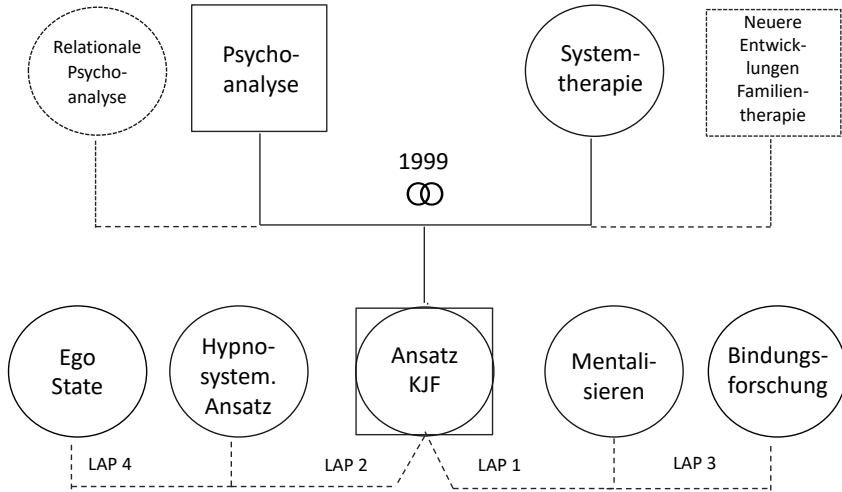 Relationale
Psycho-
analyse
Psycho-
analyse
System-
therapie
Neuere
Entwick-
lungen
Familien-
therapie
1999
Ego
State
Hypno-
system.
Ansatz
Ansatz
KJF
Mentali-
sieren
Bindungs-
forschung
LAP 4
LAP 2
LAP 1
LAP 3